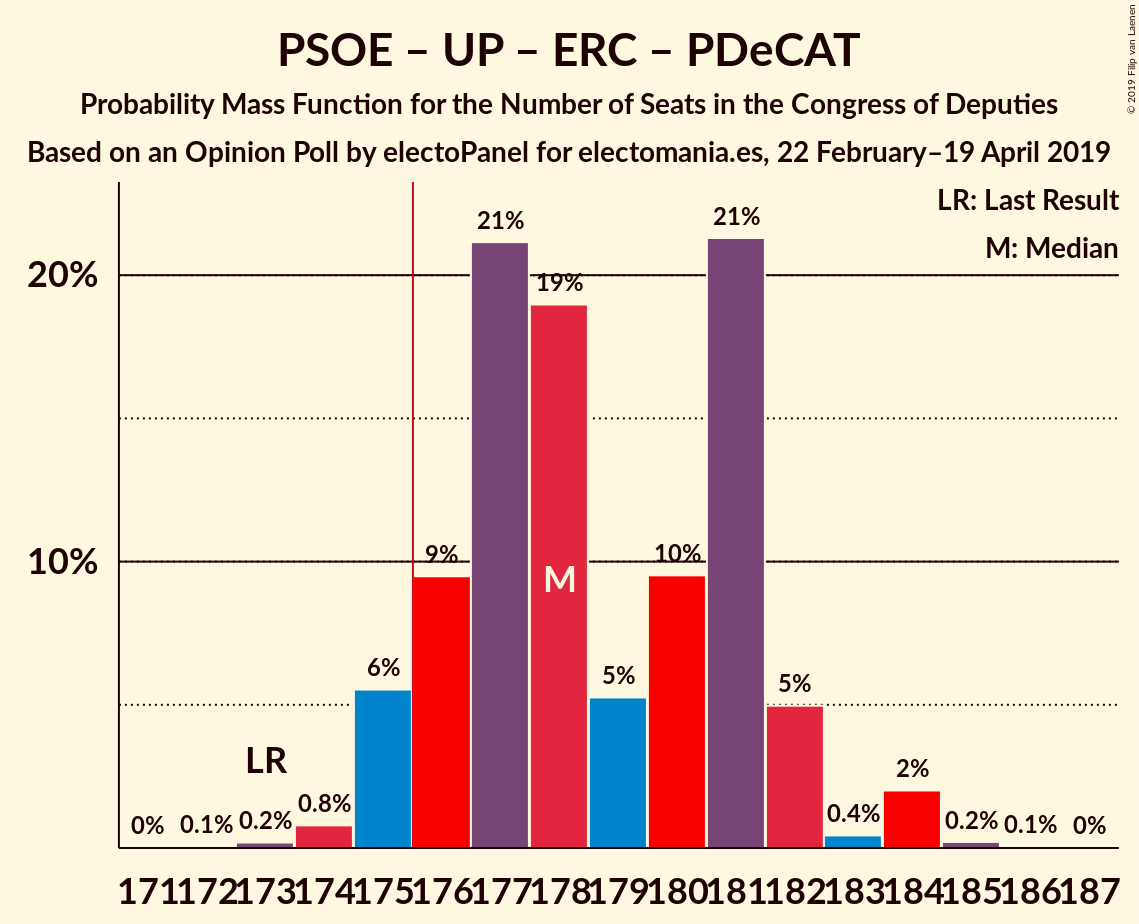 PSOE – UP – ERC – PDeCAT
Probability Mass Function for the Number of Seats in the Congress of Deputies
Based on an Opinion Poll by electoPanel for electomania.es, 22 February–19 April 2019
© 2019 Filip van Laenen
LR: Last Result
M: Median
21% 21%
20% 19%
10% 9% 10%
M
6% 5% 5%
LR 2%
0% 0.1% 0.2% 0.8% 0.4% 0.2% 0.1% 0%
171 172 173 174 175 176 177 178 179 180 181 182 183 184 185 186 187